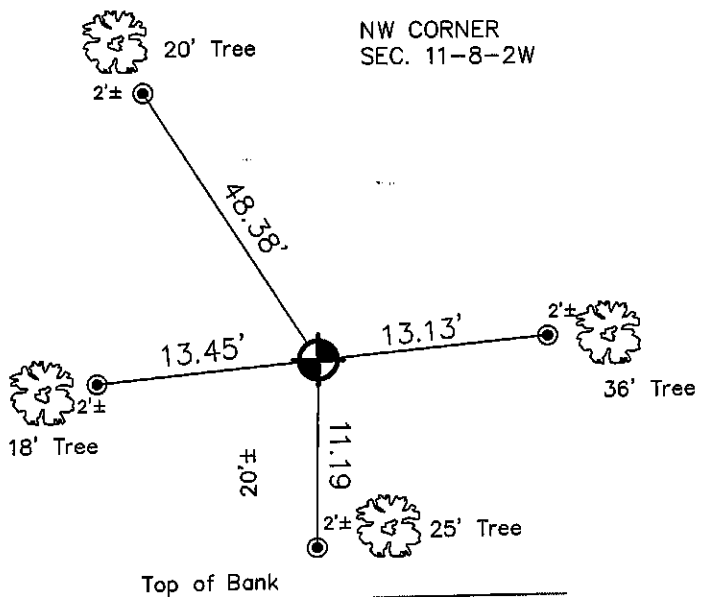 NW CORNER
SEC. 11-8-2W
20' Tree
2'±
48.38'
2'±
13.13'
13.45'
36' Tree
2'±
18' Tree
11.19
20'±
2'±
25' Tree
Top of Bank